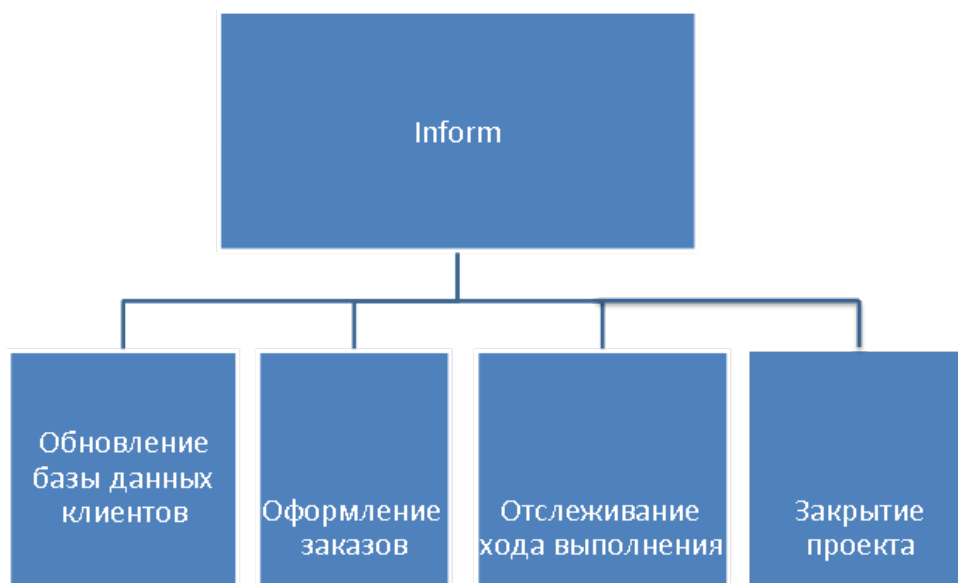 Inform
Обновление
базы данных
клиентов
Оформление
заказов
Отслеживание
хода выполнения
Закрытие
проекта